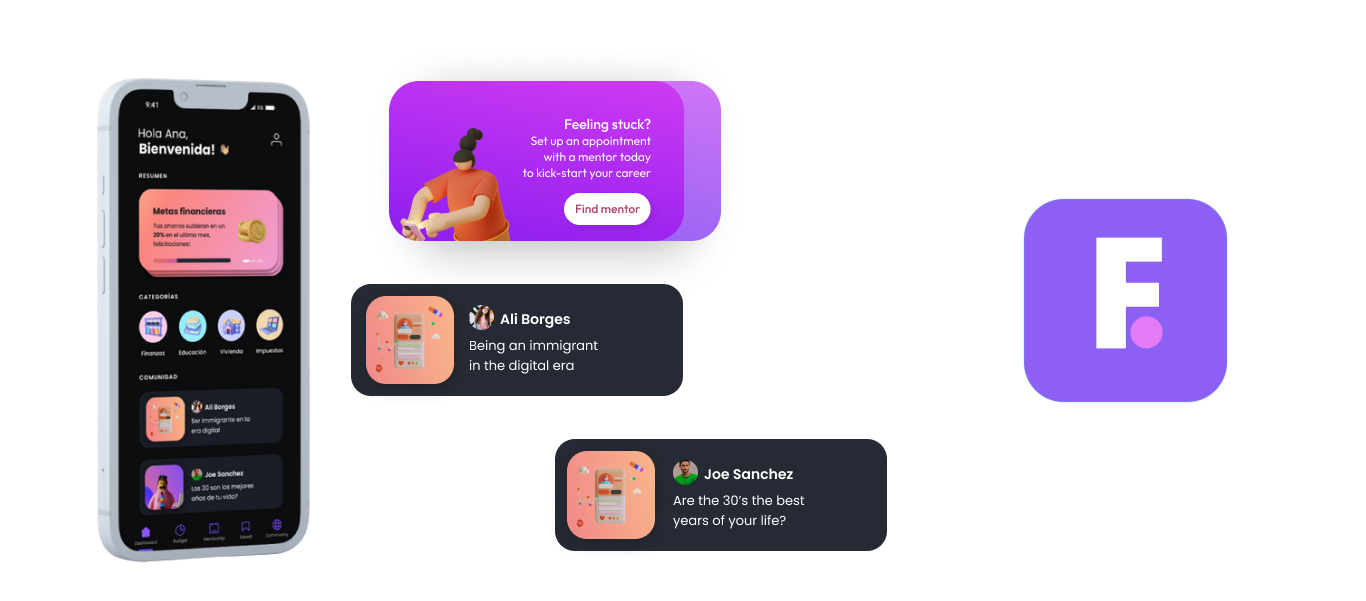 9:41
5G
Hola Ana,
Bienvenida!
RESUMEN
Metas financieras
Tus ahorros subieron en un
20% en el ultimo mes,
felicitaciones!
CATEGORÍAS
Finanzas
Educación
Vivienda
Impuestos
COMUNIDAD
Ali Borges
Ser immigrante en la
era digital
Joe Sanchez
Los 30 son los mejores
años de tu vida?
Dashboard
Budget
Mentorship
Saved
Community
Feeling stuck?
Set up an appointment
with a mentor today
to kick-start your career
Find mentor
Ali Borges
Being an immigrant
in the digital era
Joe Sanchez
Are the 30's the best
years of your life?
F